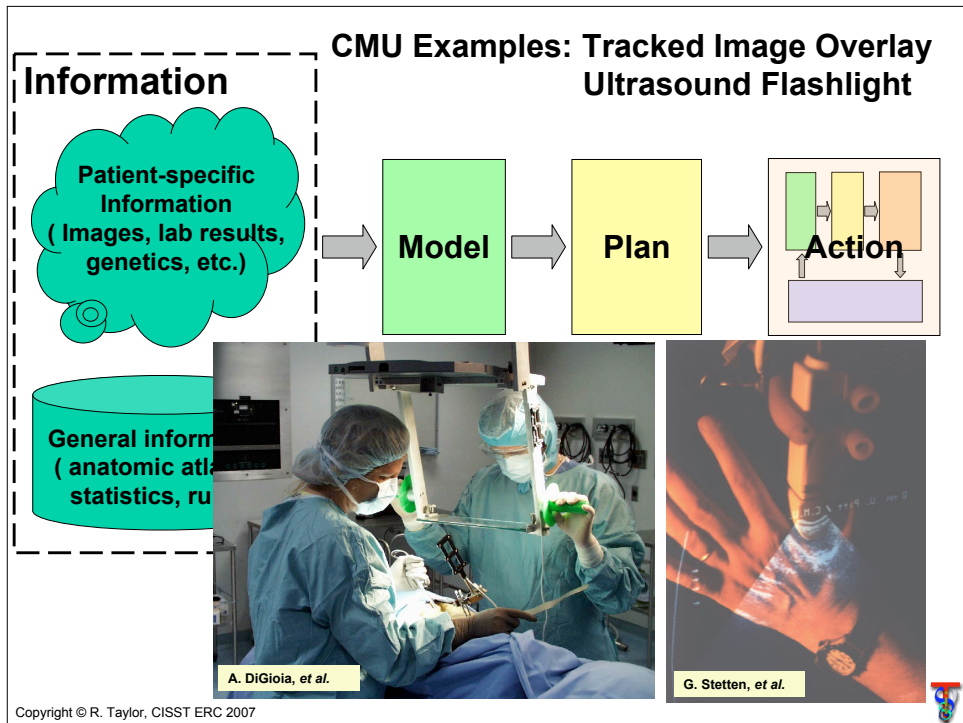 CMU Examples: Tracked Image Overlay
Ultrasound Flashlight
Information
Patient-specific
Information
( Images, lab results,
genetics, etc.)
Model
Plan
Action
General inform
( anatomic atla
statistics, ru
A. DiGioia, et al.
G. Stetten, et al.
Copyright © R. Taylor, CISST ERC 2007